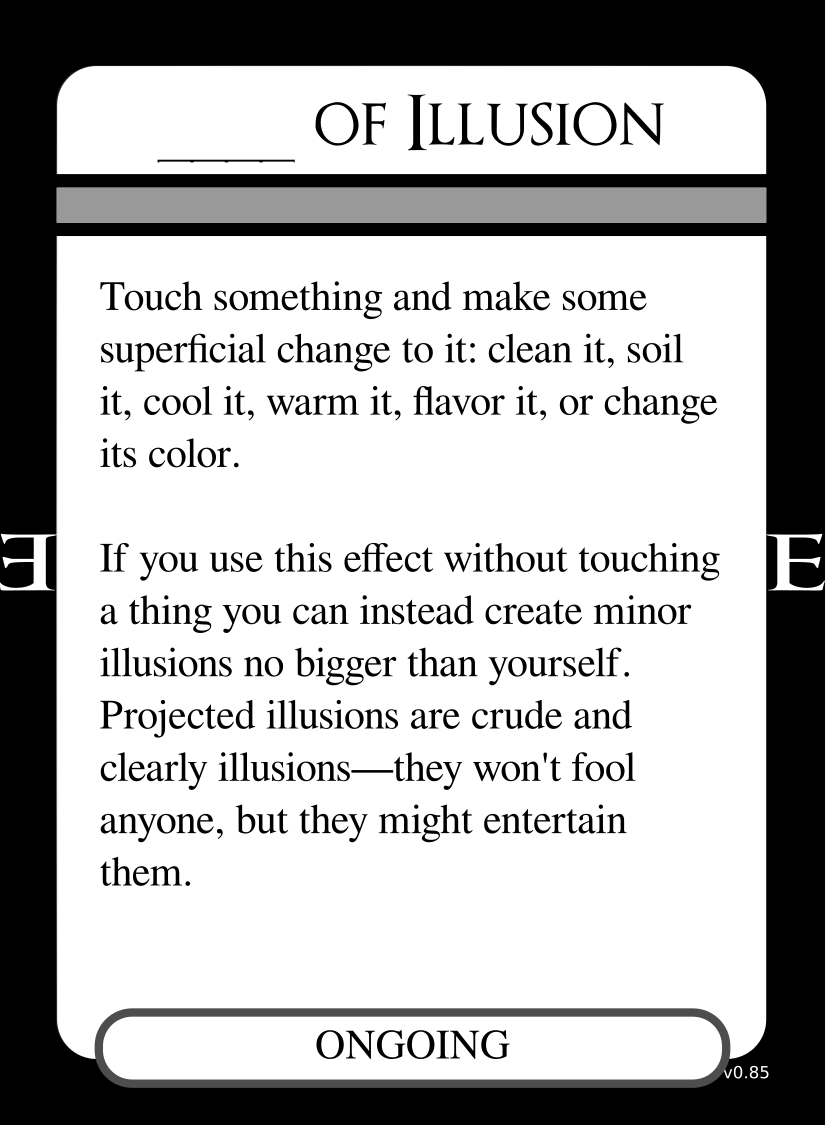 ____ of Illusion
Touch something and make some
superficial change to it: clean it, soil
it, cool it, warm it, flavor it, or change
its color.
If you use this effect without touching
a thing you can instead create minor
illusions no bigger than yourself.
Projected illusions are crude and
clearly illusions—they won't fool
anyone, but they might entertain
them.
E
E
ONGOING
v0.85